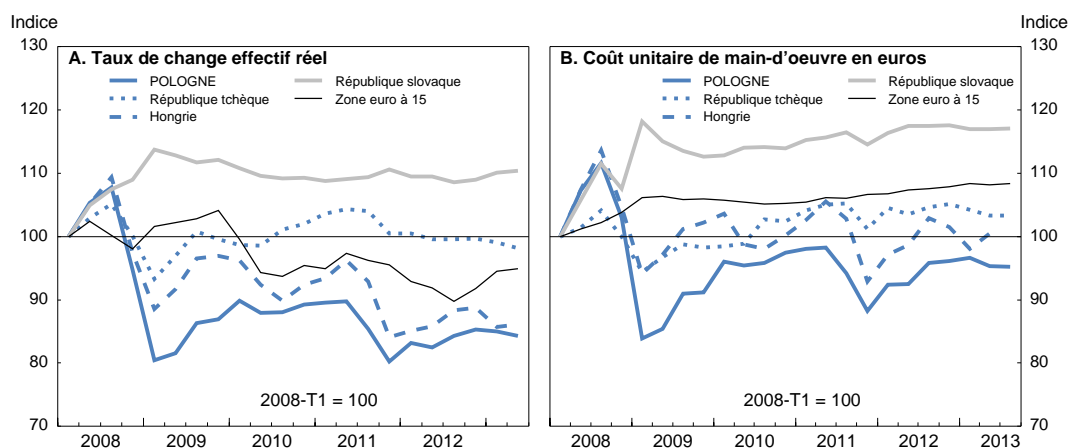 Indice
Indice
A. Taux de change effectif réel
POLOGNE
République slovaque
République tchèque
Zone euro à 15
Hongrie
130
120
110
100
90
80
70
2008-T1 = 100
2008
2009
2010
2011
2012
B. Coût unitaire de main-d'oeuvre en euros
POLOGNE
République slovaque
République tchèque
Zone euro à 15
Hongrie
130
120
110
100
90
80
70
2008-T1 = 100
2008
2009
2010
2011
2012
2013